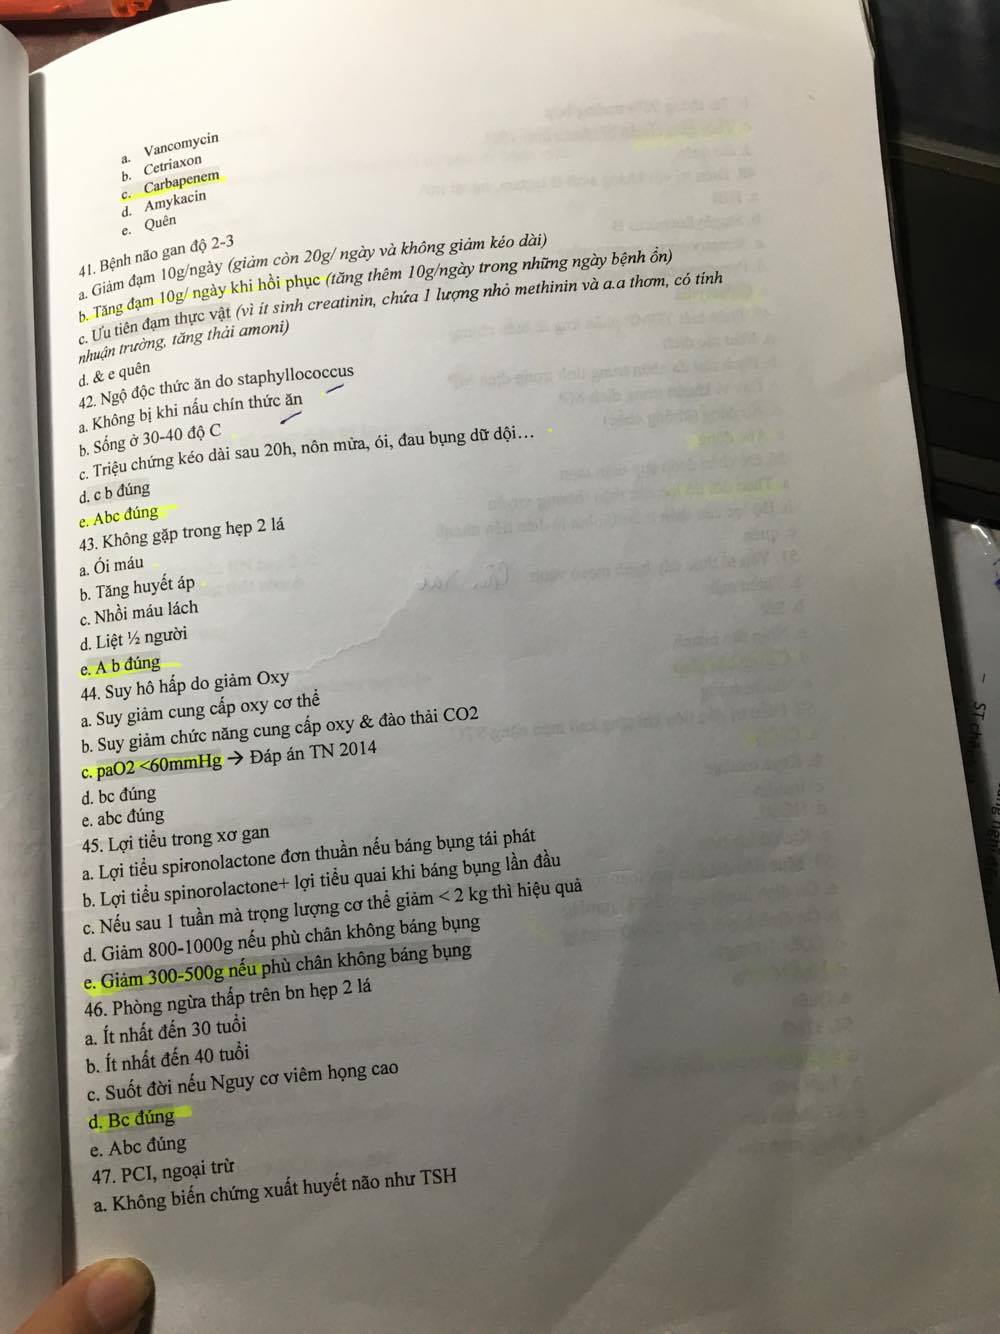 a. Vancomycin
b. Cetriaxon
c. Carbapenem
d. Amykacin
e. Quên
41. Bệnh não gan độ 2-3
a. Giảm đạm 10g/ngày (giảm còn 20g/ ngày và không giảm kéo dài)
b. Tăng đạm 10g/ ngày khi hồi phục (tăng thêm 10g/ngày trong những ngày bệnh ổn)
c. Ưu tiên đạm thực vật (vì ít sinh creatinin, chứa 1 lượng nhỏ methinin và a.a thơm, có tính
nhuận trường, tăng thải amoni)
d. & e quên
42. Ngộ độc thức ăn do staphyllococcus
a. Không bị khi nấu chín thức ăn
b. Sống ở 30-40 độ C
c. Triệu chứng kéo dài sau 20h, nôn mửa, ói, đau bụng dữ dội…
d. c b đúng
e. Abc đúng
43. Không gặp trong hẹp 2 lá
a. Ói máu
b. Tăng huyết áp
c. Nhồi máu lách
d. Liệt ½ người
e. A b đúng
44. Suy hô hấp do giảm Oxy
a. Suy giảm cung cấp oxy cơ thể
b. Suy giảm chức năng cung cấp oxy & đào thải CO2
c. paO2 <60mmHg → Đáp án TN 2014
d. bc đúng
e. abc đúng
45. Lợi tiểu trong xơ gan
a. Lợi tiểu spironolactone đơn thuần nếu báng bụng tái phát
b. Lợi tiểu spinorolactone+ lợi tiểu quai khi báng bụng lần đầu
c. Nếu sau 1 tuần mà trọng lượng cơ thể giảm < 2 kg thì hiệu quả
d. Giảm 800-1000g nếu phù chân không báng bụng
e. Giảm 300-500g nếu phù chân không báng bụng
46. Phòng ngừa thấp trên bn hẹp 2 lá
a. Ít nhất đến 30 tuổi
b. Ít nhất đến 40 tuổi
c. Suốt đời nếu Nguy cơ viêm họng cao
d. Bc đúng
e. Abc đúng
47. PCI, ngoại trừ
a. Không biến chứng xuất huyết não như TSH